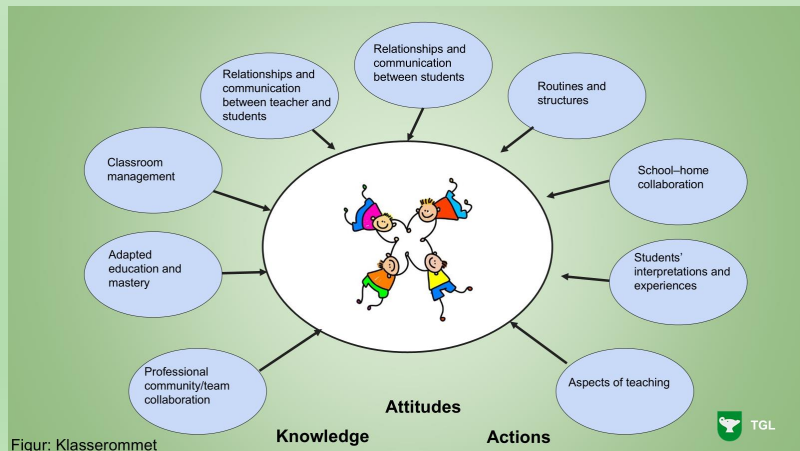 Relationships and
communication
between students
Relationships and
communication
between teacher and
students
Routines and
structures
Classroom
management
School–home
collaboration
Adapted
education and
mastery
Students'
interpretations and
experiences
Professional
community/team
collaboration
Aspects of teaching
Attitudes
Knowledge
Actions
TGL
Figur: Klasserommet